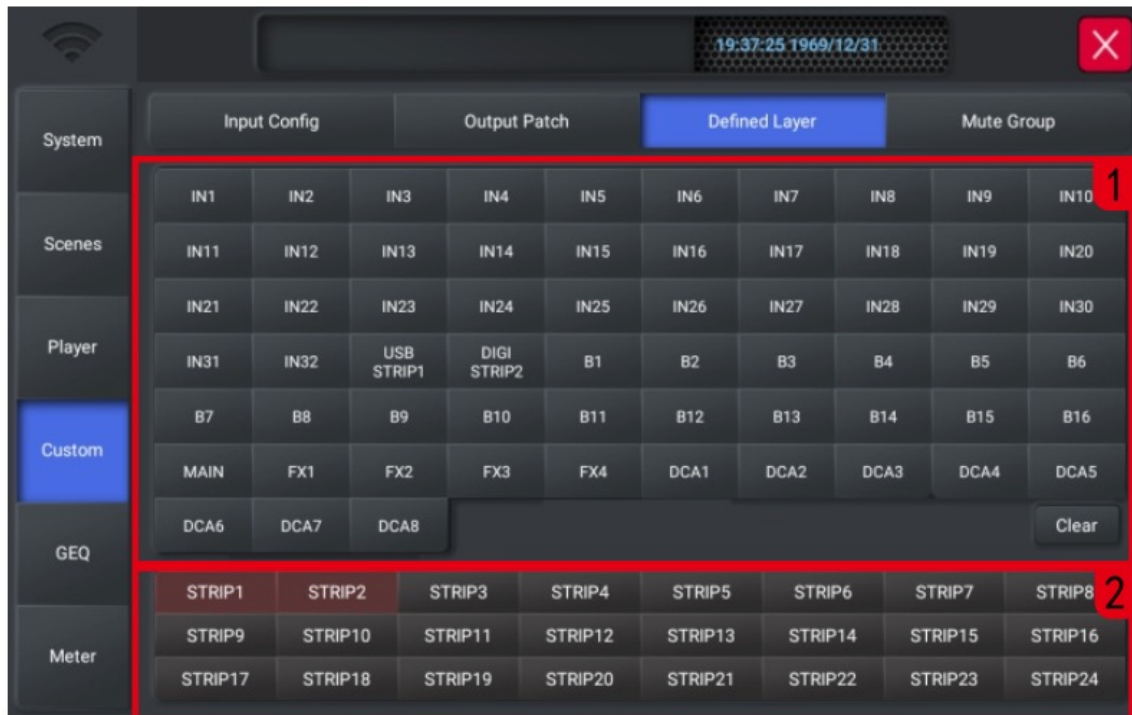 19:37:25 1969/12/31
Input Config Output Patch Defined Layer Mute Group
System
Scenes
Player
Custom
GEQ
Meter
1
IN1 IN2 IN3 IN4 IN5 IN6 IN7 IN8 IN9 IN10
IN11 IN12 IN13 IN14 IN15 IN16 IN17 IN18 IN19 IN20
IN21 IN22 IN23 IN24 IN25 IN26 IN27 IN28 IN29 IN30
IN31 IN32 USB STRIP1 DIGI STRIP2 B1 B2 B3 B4 B5 B6
B7 B8 B9 B10 B11 B12 B13 B14 B15 B16
MAIN FX1 FX2 FX3 FX4 DCA1 DCA2 DCA3 DCA4 DCA5
DCA6 DCA7 DCA8 Clear
2
STRIP1 STRIP2 STRIP3 STRIP4 STRIP5 STRIP6 STRIP7 STRIP8
STRIP9 STRIP10 STRIP11 STRIP12 STRIP13 STRIP14 STRIP15 STRIP16
STRIP17 STRIP18 STRIP19 STRIP20 STRIP21 STRIP22 STRIP23 STRIP24